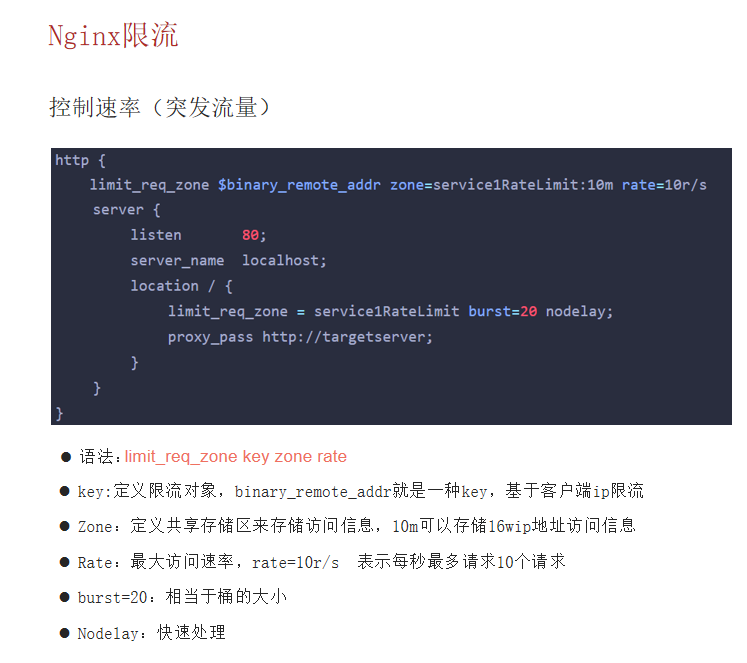 Nginx限流
控制速率（突发流量）
http {
limit_req_zone $binary_remote_addr zone=service1RateLimit:10m rate=10r/s
server {
listen 80;
server_name localhost;
location / {
limit_req_zone = service1RateLimit burst=20 nodelay;
proxy_pass http://targetserver;
}
}
}
● 语法：limit_req_zone key zone rate
● key:定义限流对象，binary_remote_addr就是一种key，基于客户端ip限流
● Zone：定义共享存储区来存储访问信息，10m可以存储16wip地址访问信息
● Rate：最大访问速率，rate=10r/s 表示每秒最多请求10个请求
● burst=20：相当于桶的大小
● Nodelay：快速处理